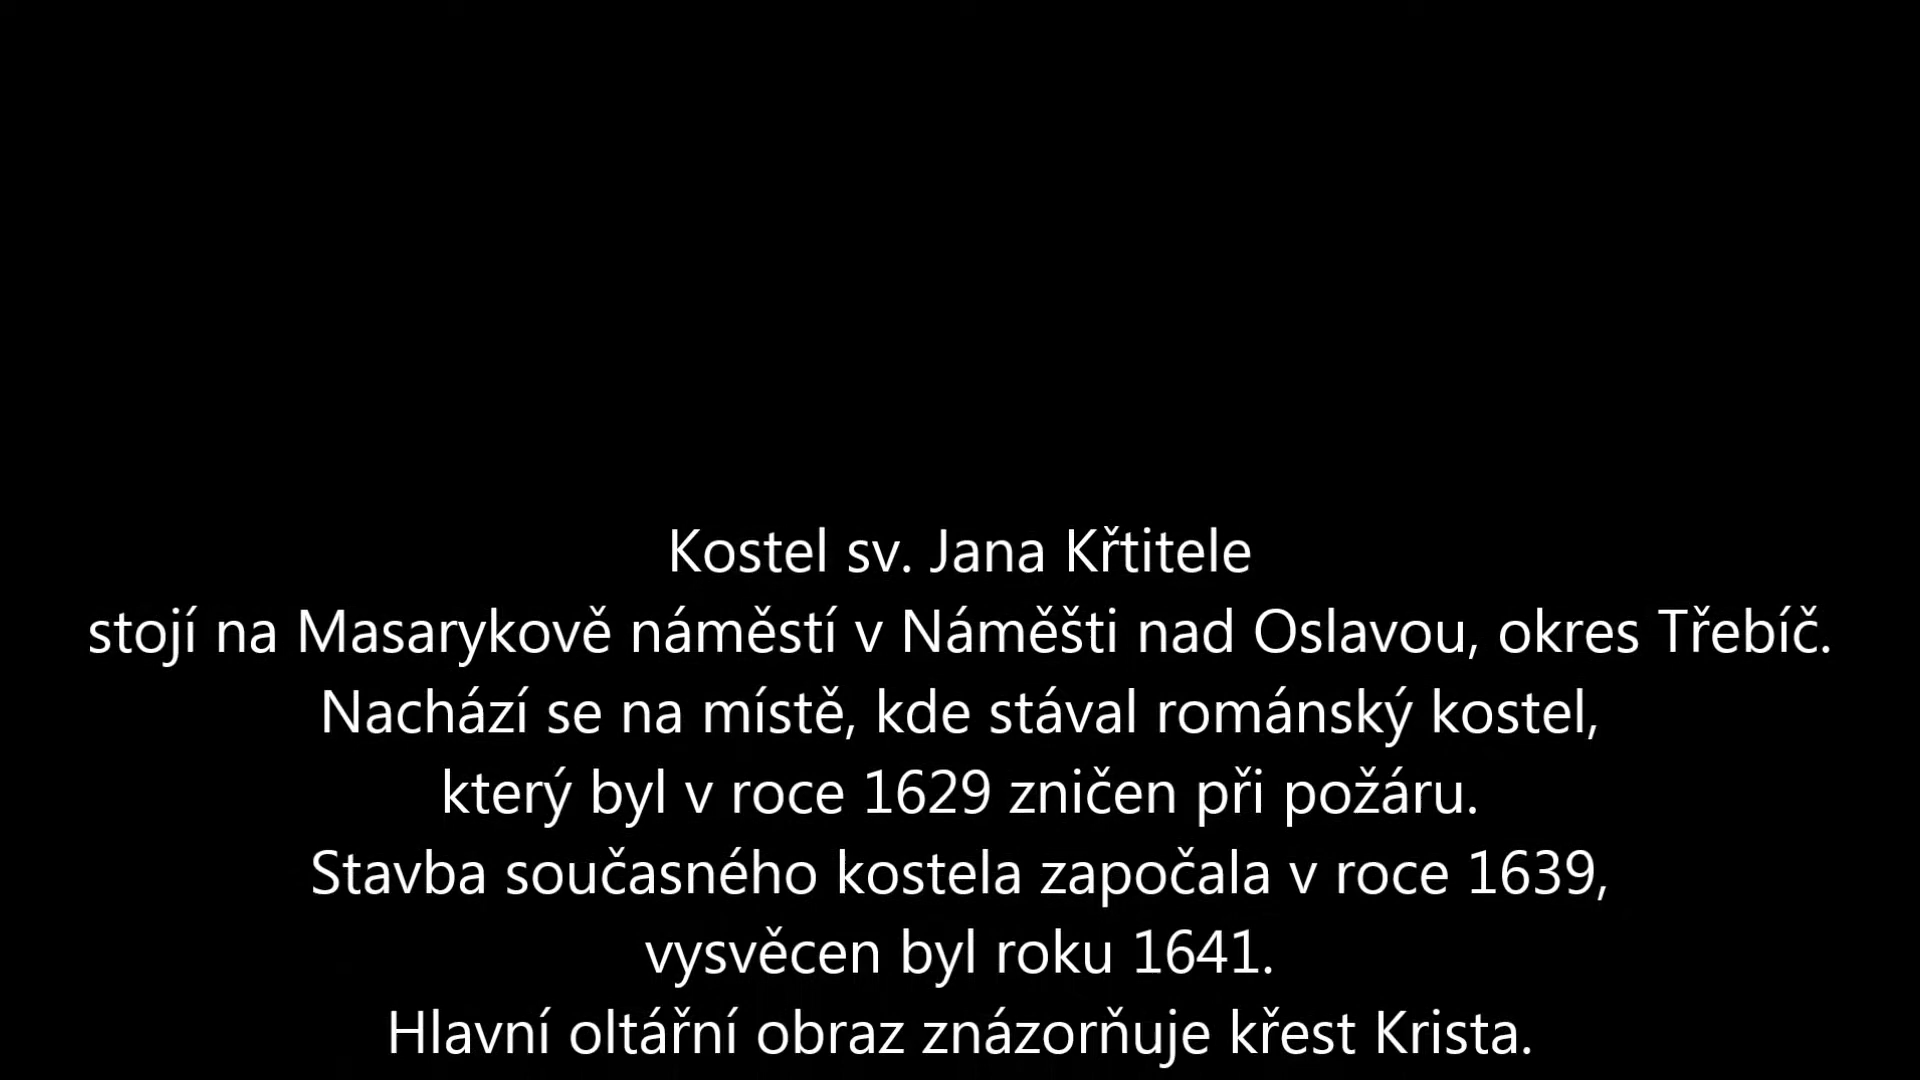 Kostel sv. Jana Křtitele
stojí na Masarykově náměstí v Náměšti nad Oslavou, okres Třebíč.
Nachází se na místě, kde stával románský kostel,
který byl v roce 1629 zničen při požáru.
Stavba současného kostela započala v roce 1639,
vysvěcen byl roku 1641.
Hlavní oltářní obraz znázorňuje křest Krista.